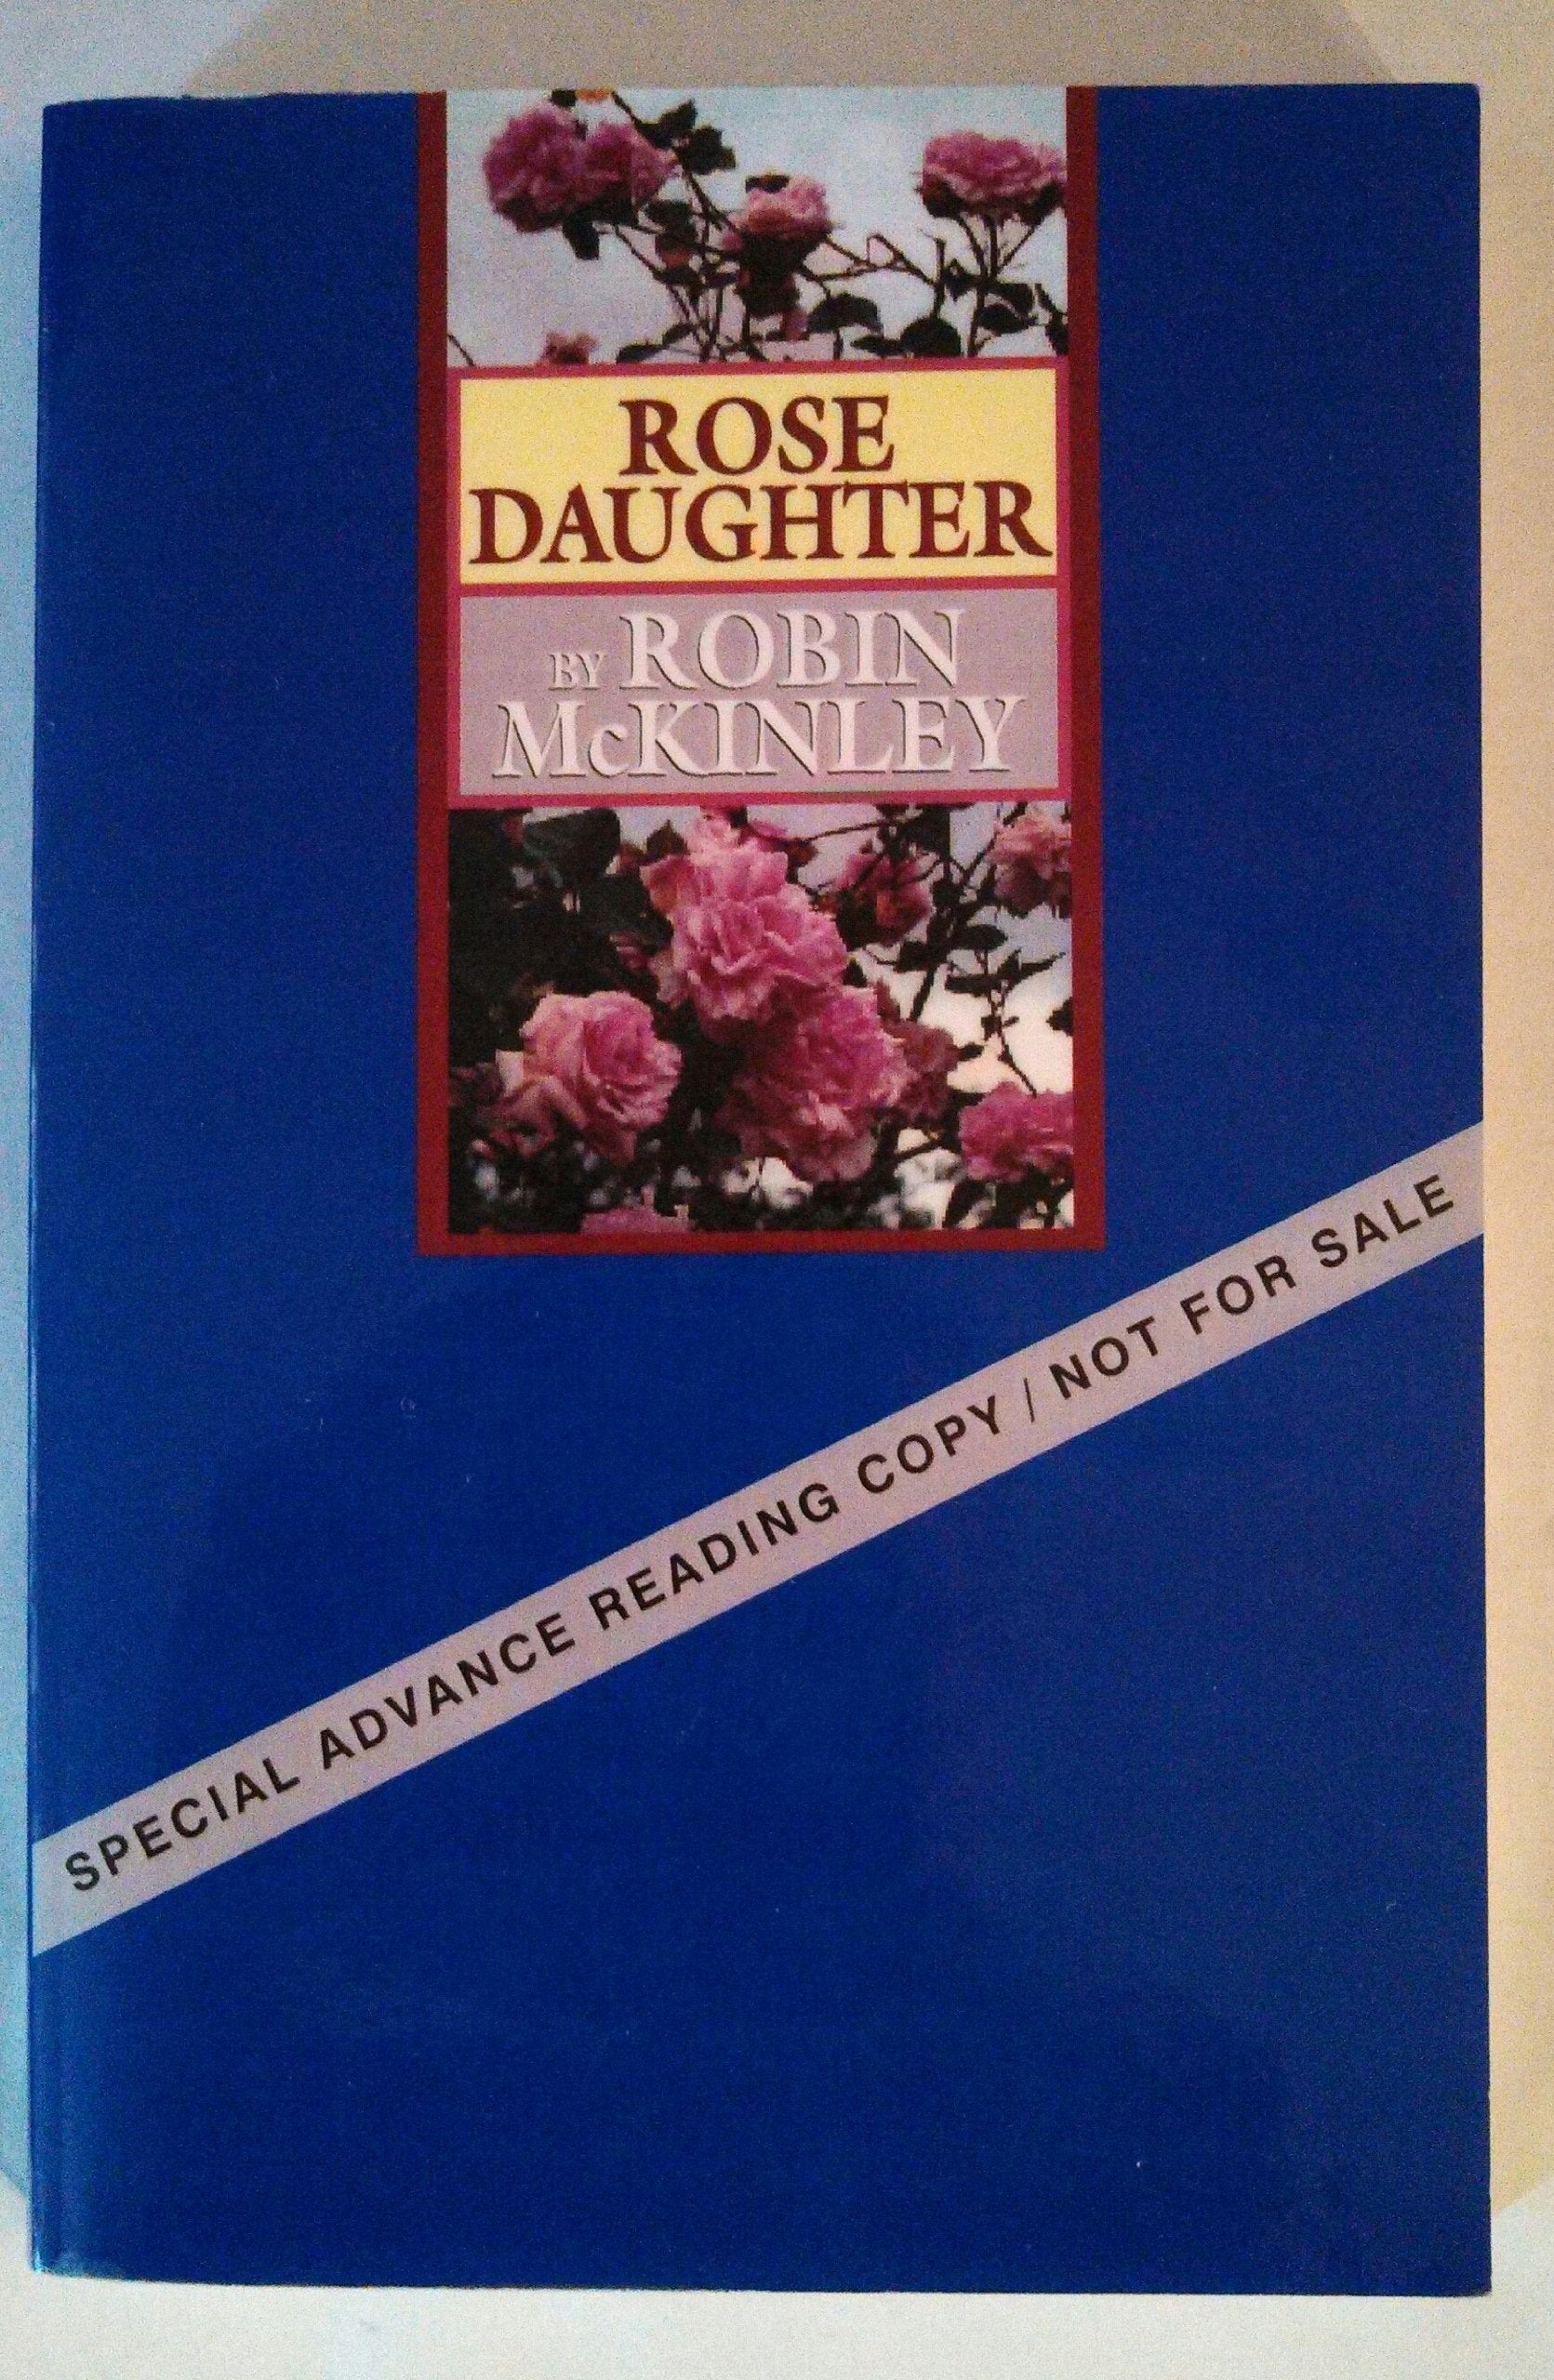 ROSE
DAUGHTER
BY ROBIN
McKINLEY
SPECIAL ADVANCE READING COPY / NOT FOR SALE